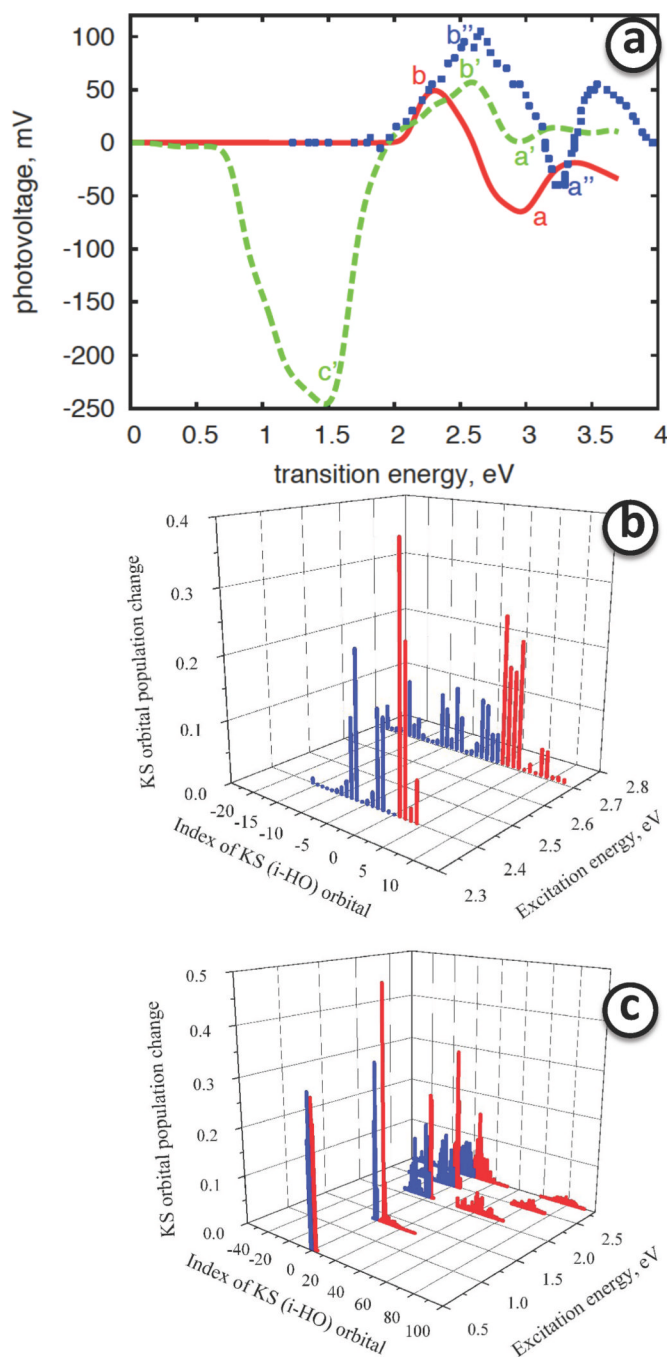 a
100
50
0
-50
-100
-150
-200
-250
photovoltage, mV
b
b''
b'
a'
a''
a
c'
0 0.5 1 1.5 2 2.5 3 3.5 4
transition energy, eV
b
0.4
0.3
0.2
0.1
0.0
KS orbital population change
-20
-15
-10
-5
0
5
10
Index of KS (i-HO) orbital
2.3
2.4
2.5
2.6
2.7
2.8
Excitation energy, eV
c
0.5
0.4
0.3
0.2
0.1
0.0
KS orbital population change
-40
-20
0
20
40
60
80
100
Index of KS (i-HO) orbital
0.5
1.0
1.5
2.0
2.5
Excitation energy, eV